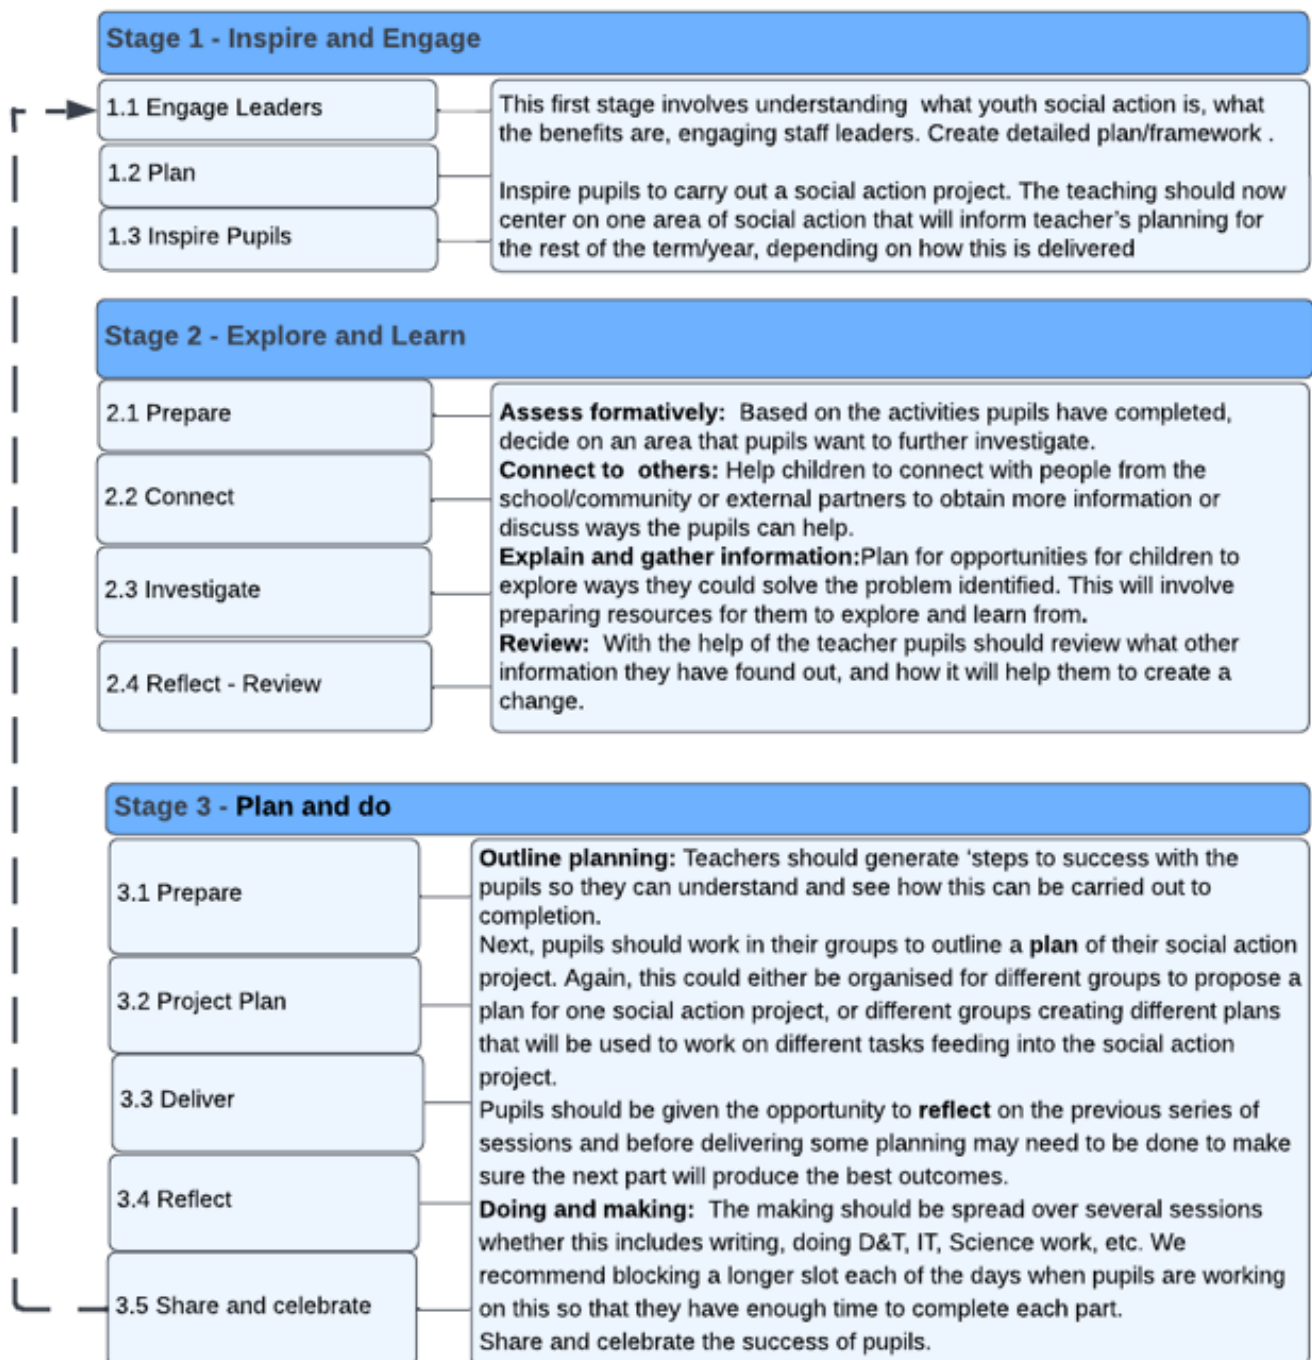 Stage 1 - Inspire and Engage
1.1 Engage Leaders
1.2 Plan
1.3 Inspire Pupils
This first stage involves understanding  what youth social action is, what
the benefits are, engaging staff leaders. Create detailed plan/framework .
Inspire pupils to carry out a social action project. The teaching should now
center on one area of social action that will inform teacher's planning for
the rest of the term/year, depending on how this is delivered
Stage 2 - Explore and Learn
2.1 Prepare
2.2 Connect
2.3 Investigate
2.4 Reflect - Review
Assess formatively:  Based on the activities pupils have completed,
decide on an area that pupils want to further investigate.
Connect to  others: Help children to connect with people from the
school/community or external partners to obtain more information or
discuss ways the pupils can help.
Explain and gather information:Plan for opportunities for children to
explore ways they could solve the problem identified. This will involve
preparing resources for them to explore and learn from.
Review:  With the help of the teacher pupils should review what other
information they have found out, and how it will help them to create a
change.
Stage 3 - Plan and do
3.1 Prepare
3.2 Project Plan
3.3 Deliver
3.4 Reflect
3.5 Share and celebrate
Outline planning: Teachers should generate ‘steps to success with the
pupils so they can understand and see how this can be carried out to
completion.
Next, pupils should work in their groups to outline a plan of their social action
project. Again, this could either be organised for different groups to propose a
plan for one social action project, or different groups creating different plans
that will be used to work on different tasks feeding into the social action
project.
Pupils should be given the opportunity to reflect on the previous series of
sessions and before delivering some planning may need to be done to make
sure the next part will produce the best outcomes.
Doing and making:  The making should be spread over several sessions
whether this includes writing, doing D&T, IT, Science work, etc. We
recommend blocking a longer slot each of the days when pupils are working
on this so that they have enough time to complete each part.
Share and celebrate the success of pupils.